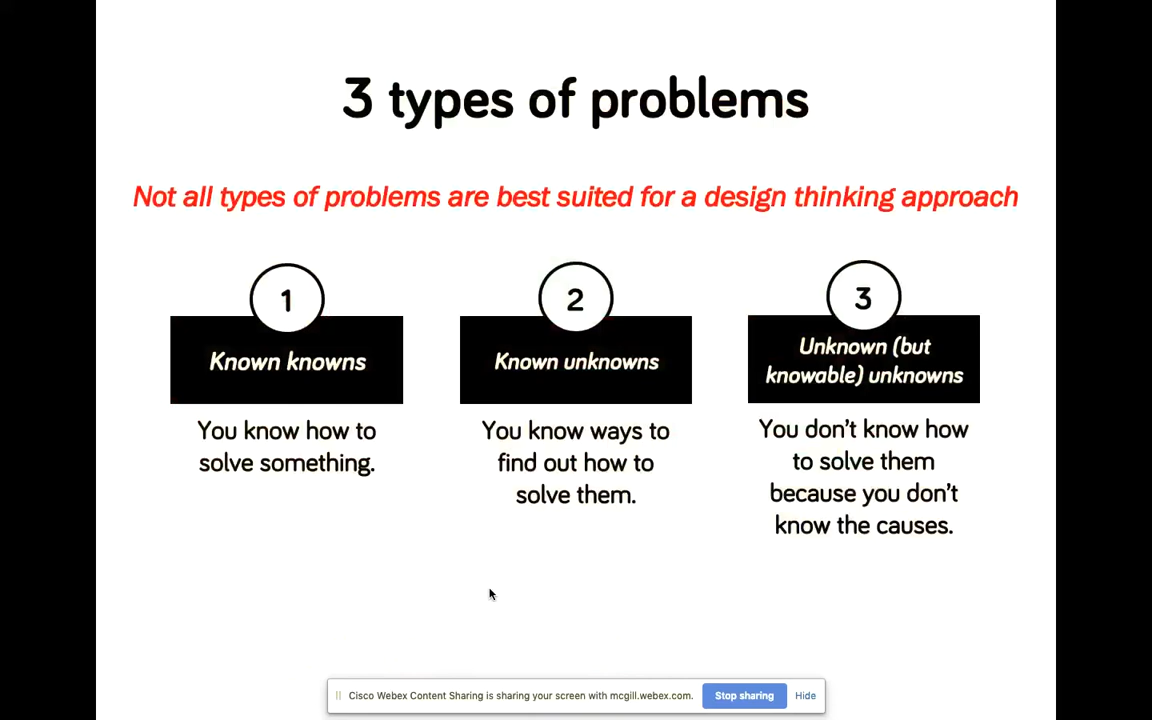 3 types of problems
Not all types of problems are best suited for a design thinking approach
1
Known knowns
You know how to
solve something.
2
Known unknowns
You know ways to
find out how to
solve them.
3
Unknown (but
knowable) unknowns
You don't know how
to solve them
because you don't
know the causes.
Cisco Webex Content Sharing is sharing your screen with mcgill.webex.com.
Stop sharing
Hide